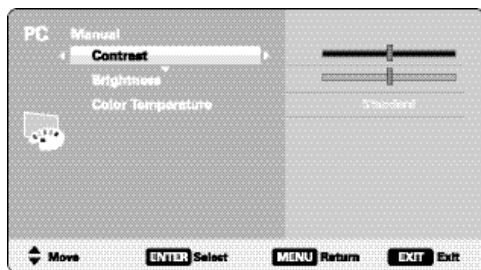 PC Manual
Contrast
Brightness
Color Temperature Standard
Move ENTER Select MENU Return EXIT Exit